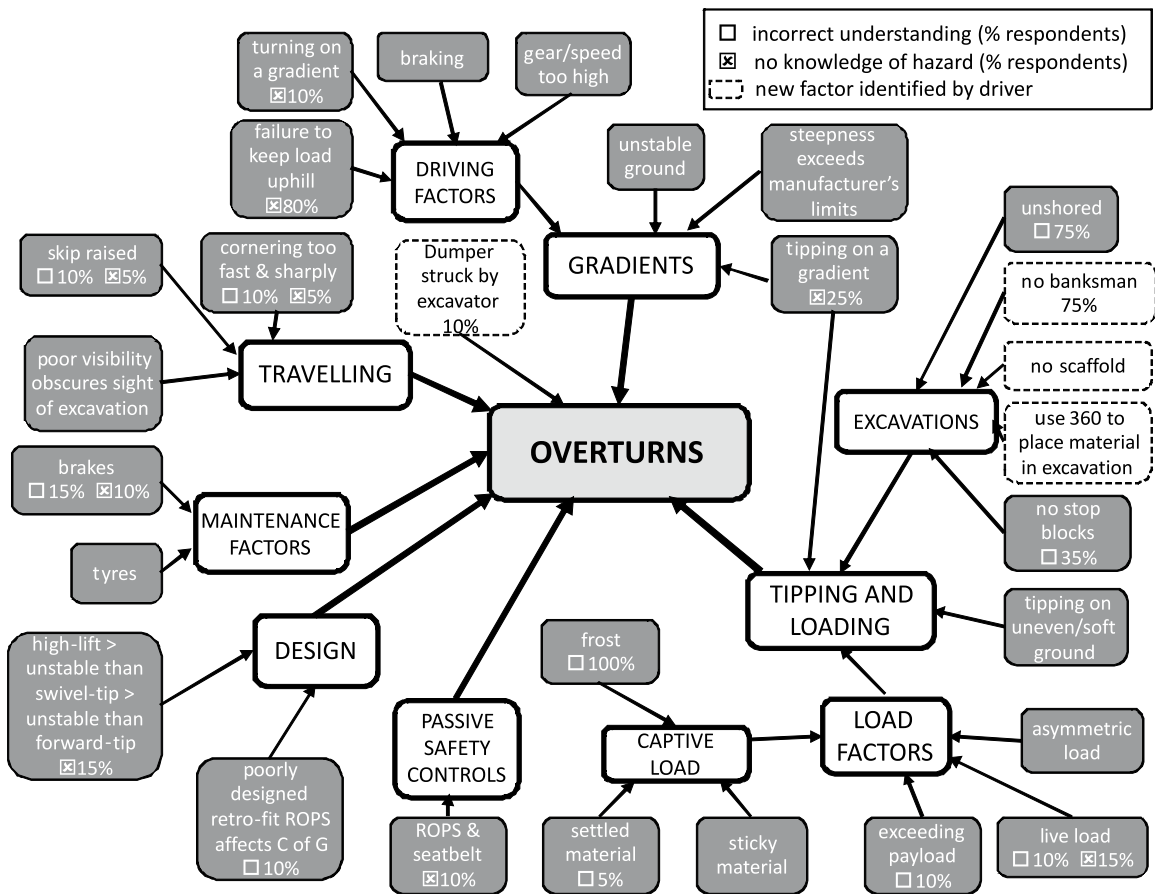 ☐ incorrect understanding (% respondents)
☒ no knowledge of hazard (% respondents)
new factor identified by driver
turning on
a gradient
☒10%
braking
gear/speed
too high
failure to
keep load
uphill
☒80%
DRIVING
FACTORS
unstable
ground
steepness
exceeds
manufacturer's
limits
unshored
☐ 75%
skip raised
☐ 10% ☒5%
cornering too
fast & sharply
☐ 10% ☒5%
Dumper
struck by
excavator
10%
GRADIENTS
tipping on a
gradient
☒25%
no banksman
75%
poor visibility
obscures sight
of excavation
TRAVELLING
no scaffold
OVERTURNS
EXCAVATIONS
use 360 to
place material
in excavation
brakes
☐ 15% ☒10%
MAINTENANCE
FACTORS
no stop
blocks
☐ 35%
tyres
TIPPING AND
LOADING
tipping on
uneven/soft
ground
high-lift >
unstable than
swivel-tip >
unstable than
forward-tip
☒15%
DESIGN
frost
☐ 100%
PASSIVE
SAFETY
CONTROLS
CAPTIVE
LOAD
LOAD
FACTORS
asymmetric
load
poorly
designed
retro-fit ROPS
affects C of G
☐ 10%
ROPS &
seatbelt
☒10%
settled
material
☐ 5%
sticky
material
exceeding
payload
☐ 10%
live load
☐ 10% ☒15%